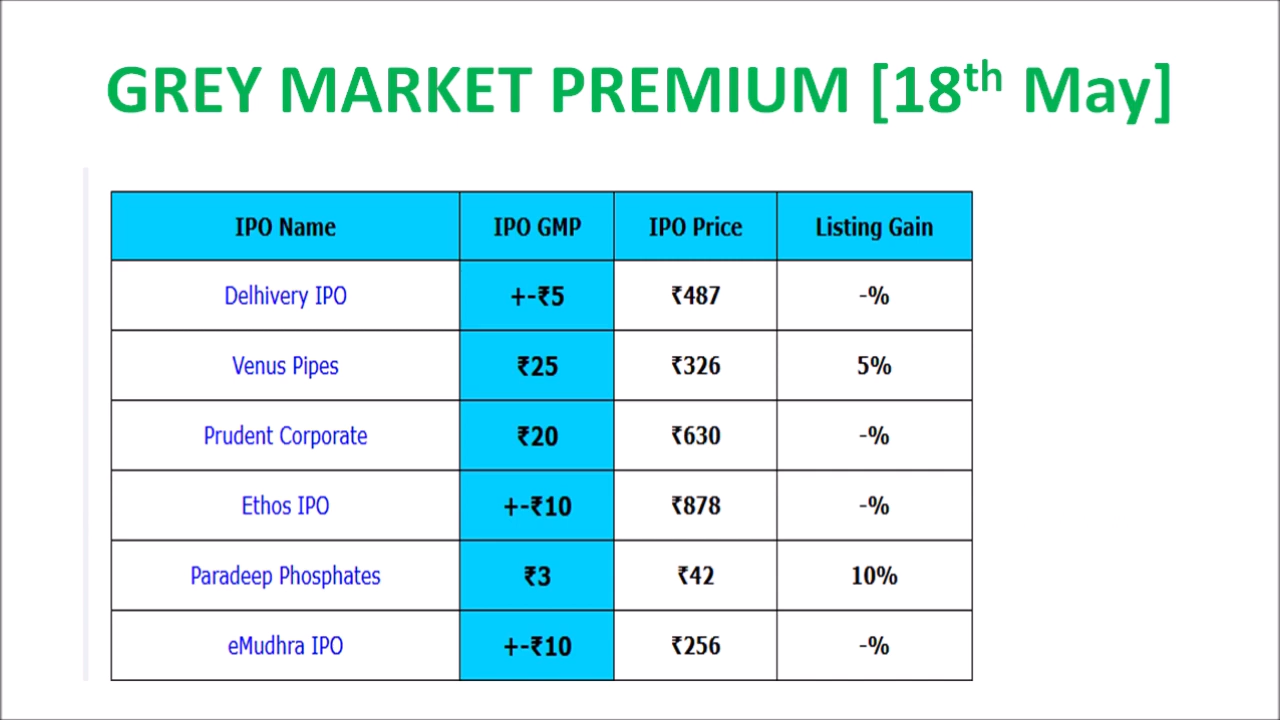 GREY MARKET PREMIUM [18th May]
IPO Name IPO GMP IPO Price Listing Gain
Delhivery IPO +-₹5 ₹487 -%
Venus Pipes ₹25 ₹326 5%
Prudent Corporate ₹20 ₹630 -%
Ethos IPO +-₹10 ₹878 -%
Paradeep Phosphates ₹3 ₹42 10%
eMudhra IPO +-₹10 ₹256 -%